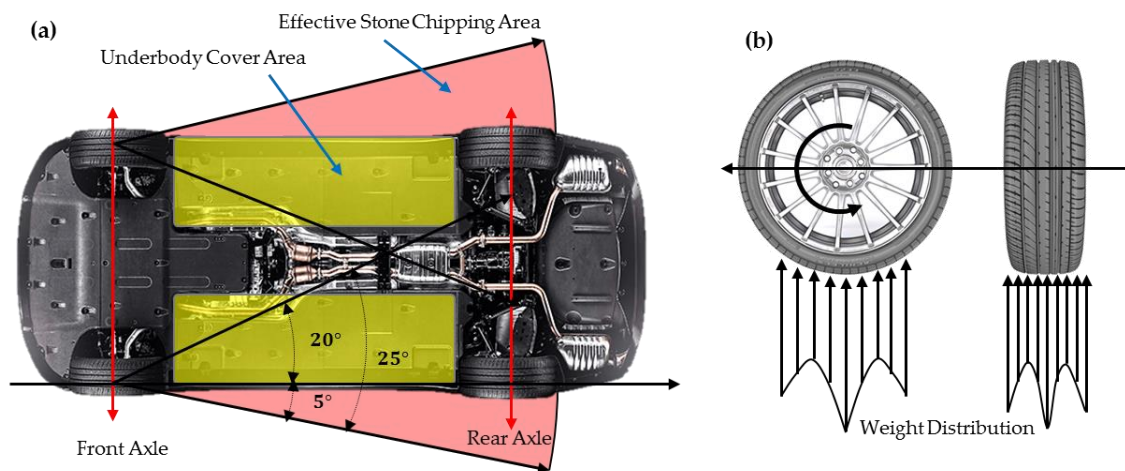 (a)
Effective Stone Chipping Area
Underbody Cover Area
20°
25°
5°
Front Axle
Rear Axle
(b)
Weight Distribution